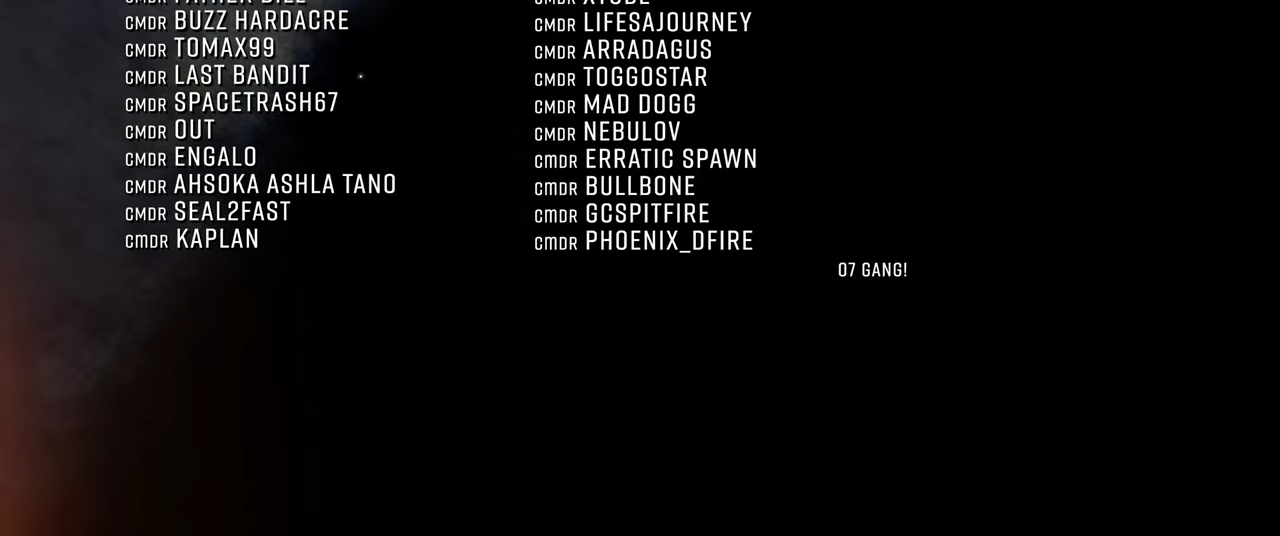 CMDR BUZZ HARDACRE
CMDR TOMAX99
CMDR LAST BANDIT
CMDR SPACETRASH67
CMDR OUT
CMDR ENGALO
CMDR AHSOKA ASHLA TANO
CMDR SEAL2FAST
CMDR KAPLAN
CMDR LIFESAJOURNEY
CMDR ARRADAGUS
CMDR TOGGOSTAR
CMDR MAD DOGG
CMDR NEBULOV
CMDR ERRATIC SPAWN
CMDR BULLBONE
CMDR GCSPITFIRE
CMDR PHOENIX_DFIRE
O7 GANG!